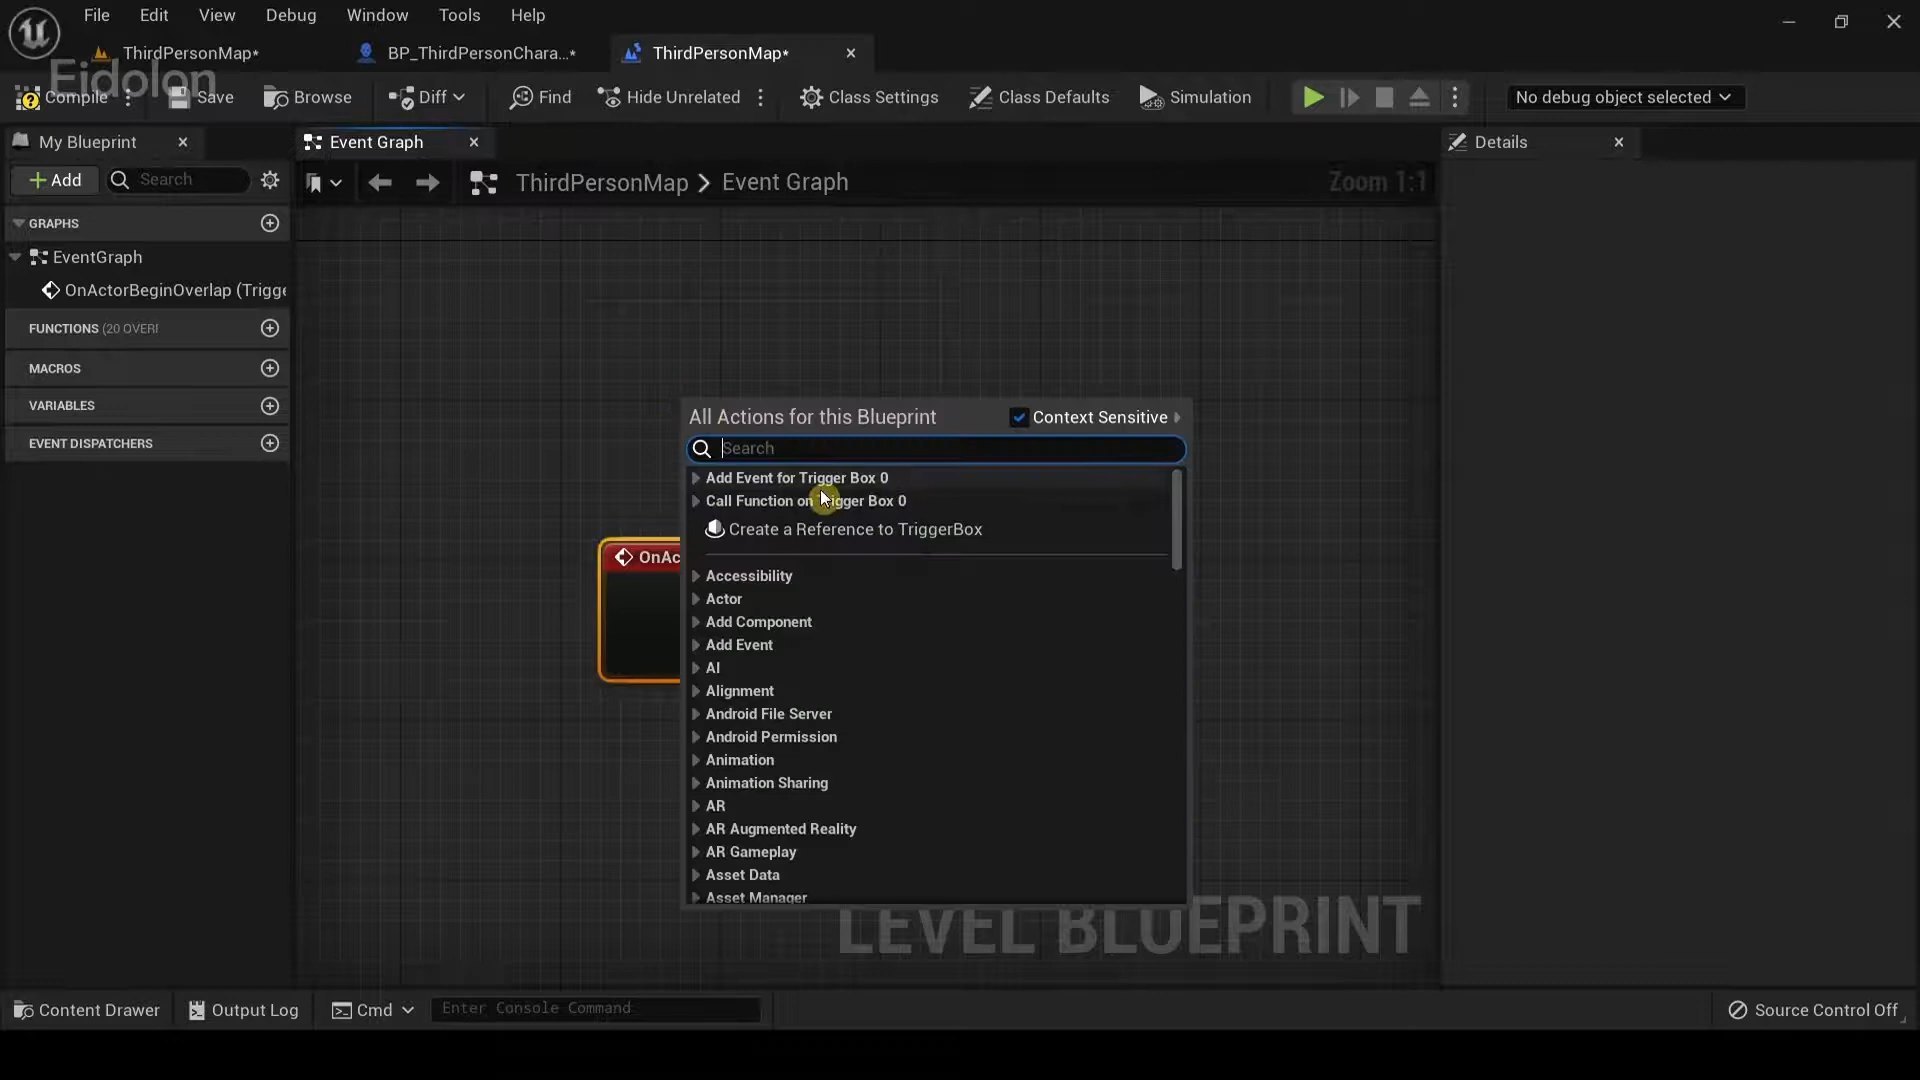 File Edit View Debug Window Tools Help
ThirdPersonMap* BP_ThirdPersonChara...* ThirdPersonMap*
Eidolon
Compile Save Browse Diff Find Hide Unrelated Class Settings Class Defaults Simulation No debug object selected
My Blueprint Event Graph Details
+ Add Search ThirdPersonMap > Event Graph Zoom 1:1
GRAPHS
EventGraph
OnActorBeginOverlap (Trigge
FUNCTIONS (20 OVERI
MACROS
VARIABLES
EVENT DISPATCHERS
All Actions for this Blueprint Context Sensitive
Search
Add Event for Trigger Box 0
Call Function on Trigger Box 0
Create a Reference to TriggerBox
OnAc
Accessibility
Actor
Add Component
Add Event
AI
Alignment
Android File Server
Android Permission
Animation
Animation Sharing
AR
AR Augmented Reality
AR Gameplay
Asset Data
Asset Manager
LEVEL BLUEPRINT
Content Drawer Output Log Cmd Enter Console Command Source Control Off